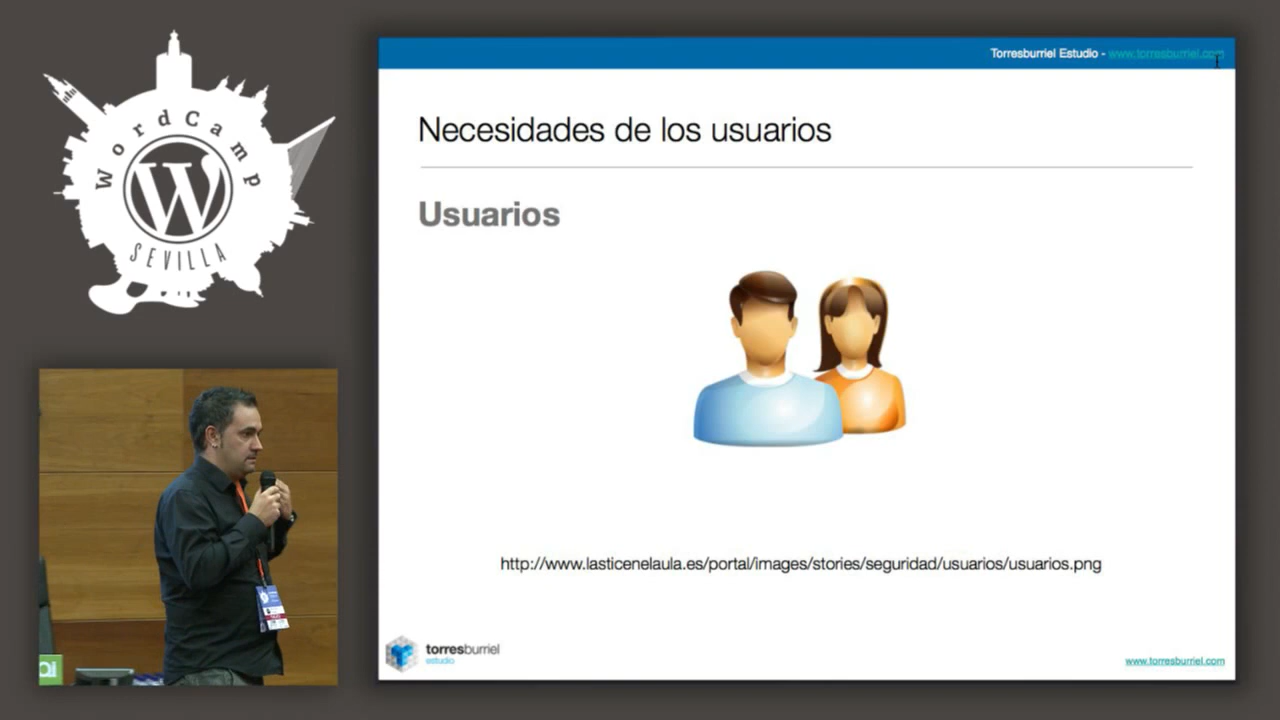 WordCamp
SEVILLA
Torresburriel Estudio - www.torresburriel.com
Necesidades de los usuarios
Usuarios
http://www.lasticenelaula.es/portal/images/stories/seguridad/usuarios/usuarios.png
torresburriel
estudio
www.torresburriel.com